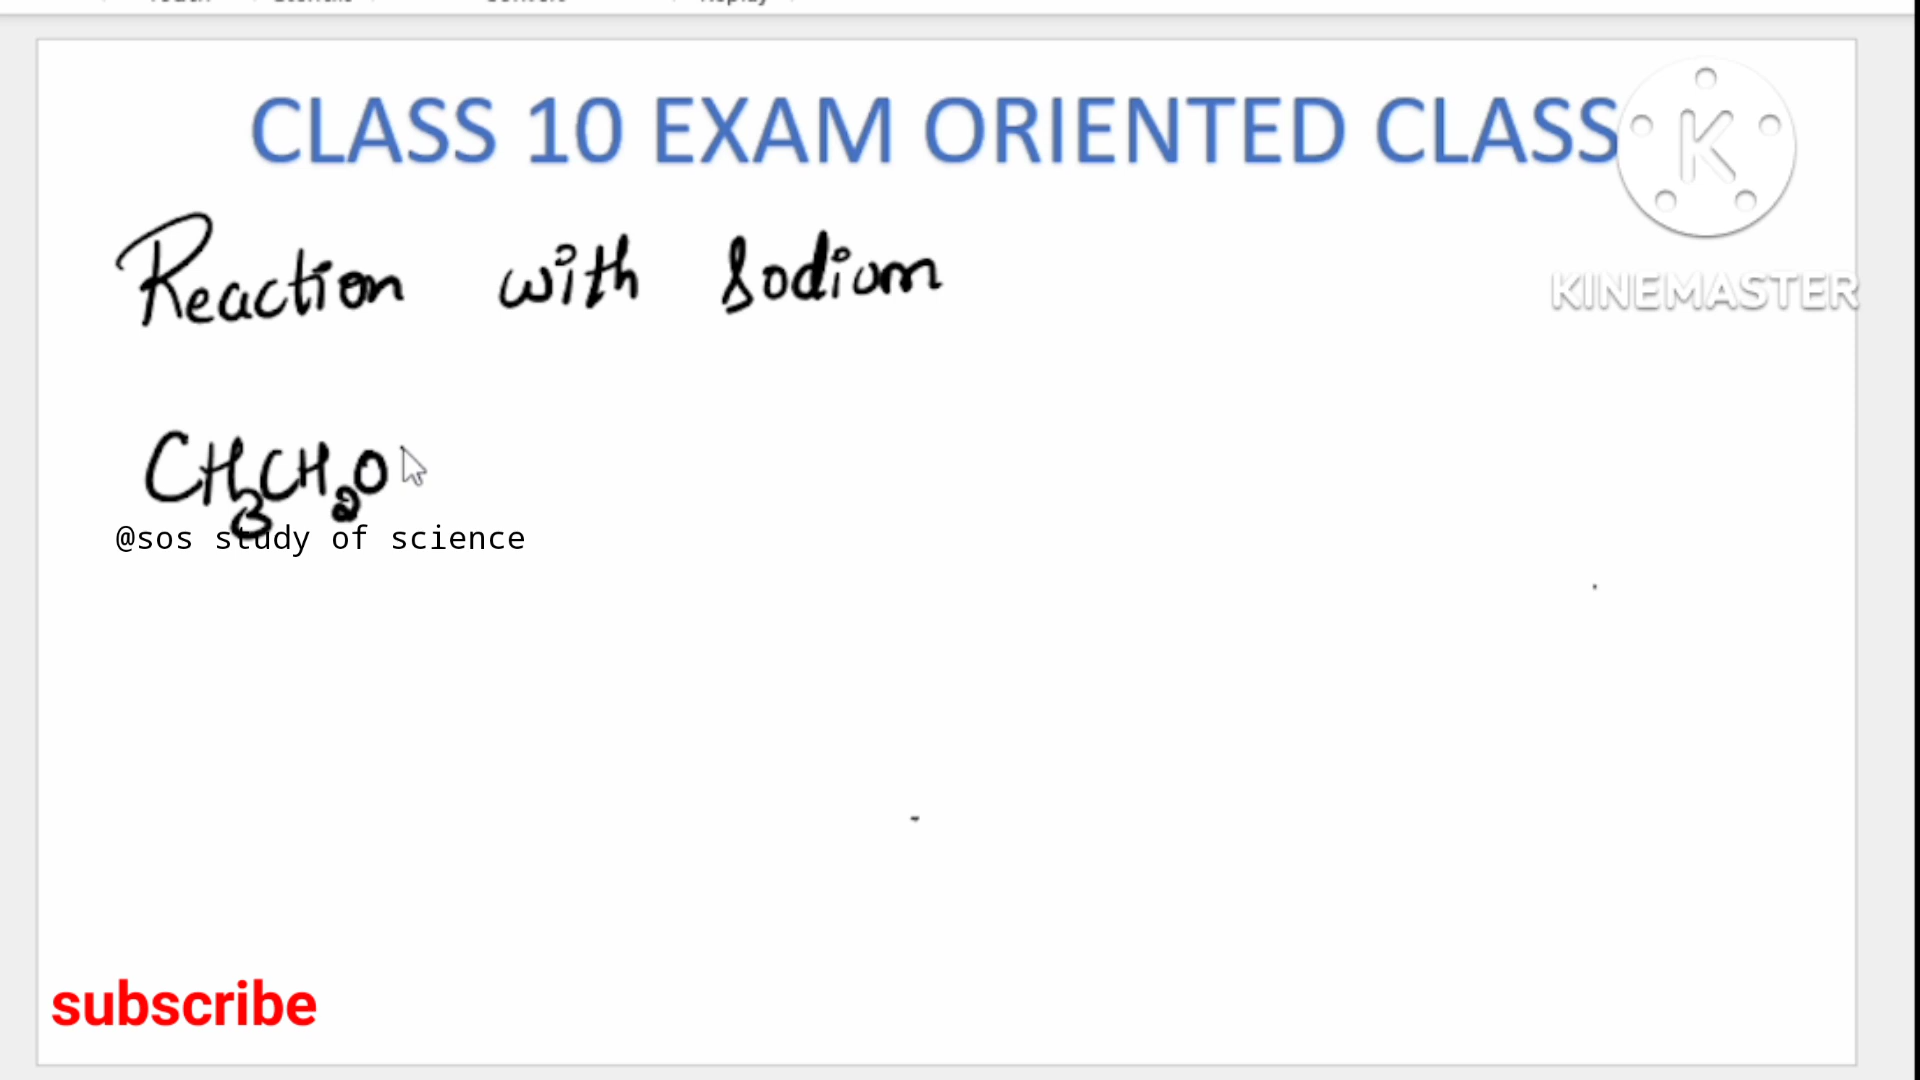 CLASS 10 EXAM ORIENTED CLASS
K
KINEMASTER
Reaction with Sodium
CH₃CH₂O
@sos study of science
subscribe